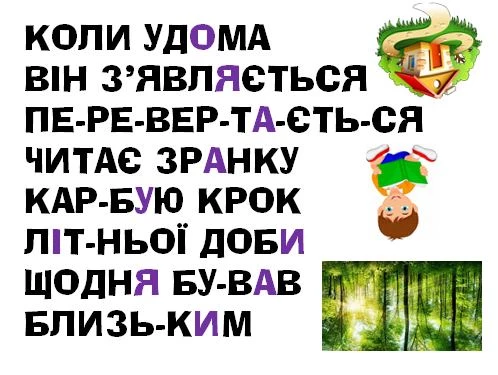 КОЛИ УДОМА
ВІН З’ЯВЛЯЄТЬСЯ
ПЕ-РЕ-ВЕР-ТА-ЄТЬ-СЯ
ЧИТАЄ ЗРАНКУ
КАР-БУЮ КРОК
ЛІТ-НЬОЇ ДОБИ
ЩОДНЯ БУ-ВАВ
БЛИЗЬ-КИМ